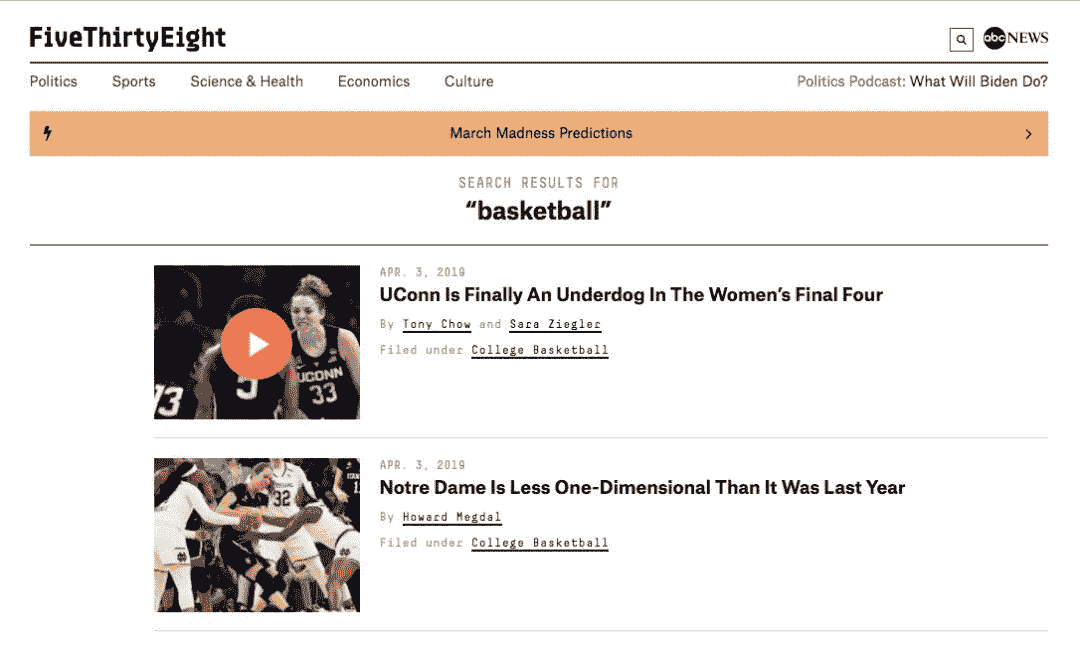 FiveThirtyEight
abc NEWS
Politics Sports Science & Health Economics Culture Politics Podcast: What Will Biden Do?
March Madness Predictions
SEARCH RESULTS FOR
“basketball”
APR. 3, 2019
UConn Is Finally An Underdog In The Women’s Final Four
By Tony Chow and Sara Ziegler
Filed under College Basketball
UCONN
33
3
13
APR. 3, 2019
Notre Dame Is Less One-Dimensional Than It Was Last Year
By Howard Megdal
Filed under College Basketball
32